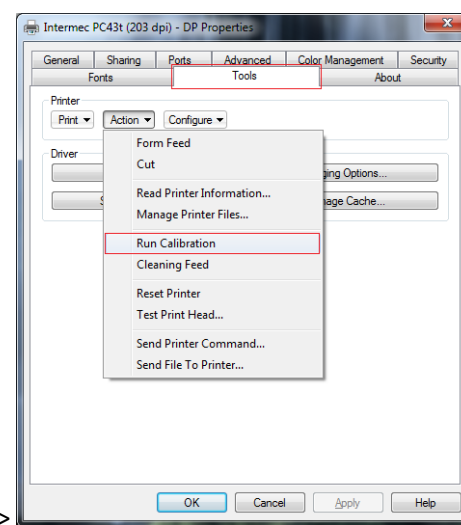 Intermec PC43t (203 dpi) - DP Properties
General Sharing Ports Advanced Color Management Security
Fonts Tools About
Printer
Print Action Configure
Form Feed
Cut
Driver
Read Printer Information...
Options...
Manage Printer Files...
Cache...
Run Calibration
Cleaning Feed
Reset Printer
Test Print Head...
Send Printer Command...
Send File To Printer...
>
OK Cancel Apply Help